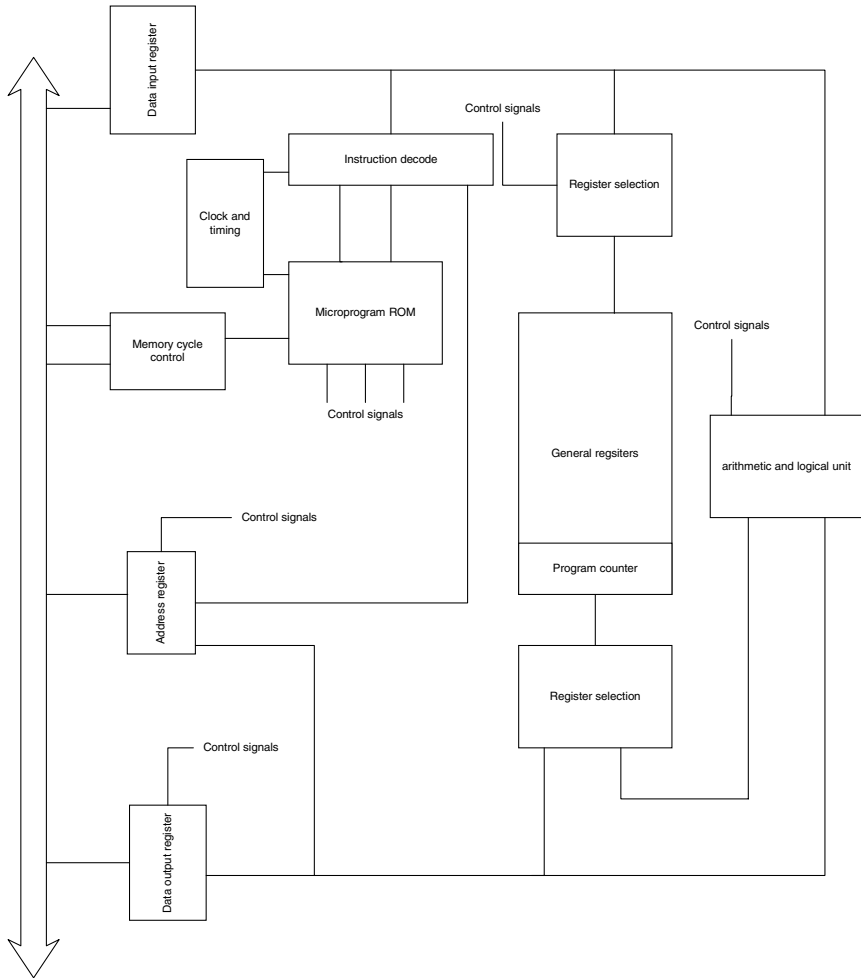 Data input register
Control signals
Instruction decode
Register selection
Clock and
timing
Microprogram ROM
Memory cycle
control
Control signals
Control signals
General regsiters
arithmetic and logical unit
Control signals
Program counter
Address register
Register selection
Control signals
Data output register